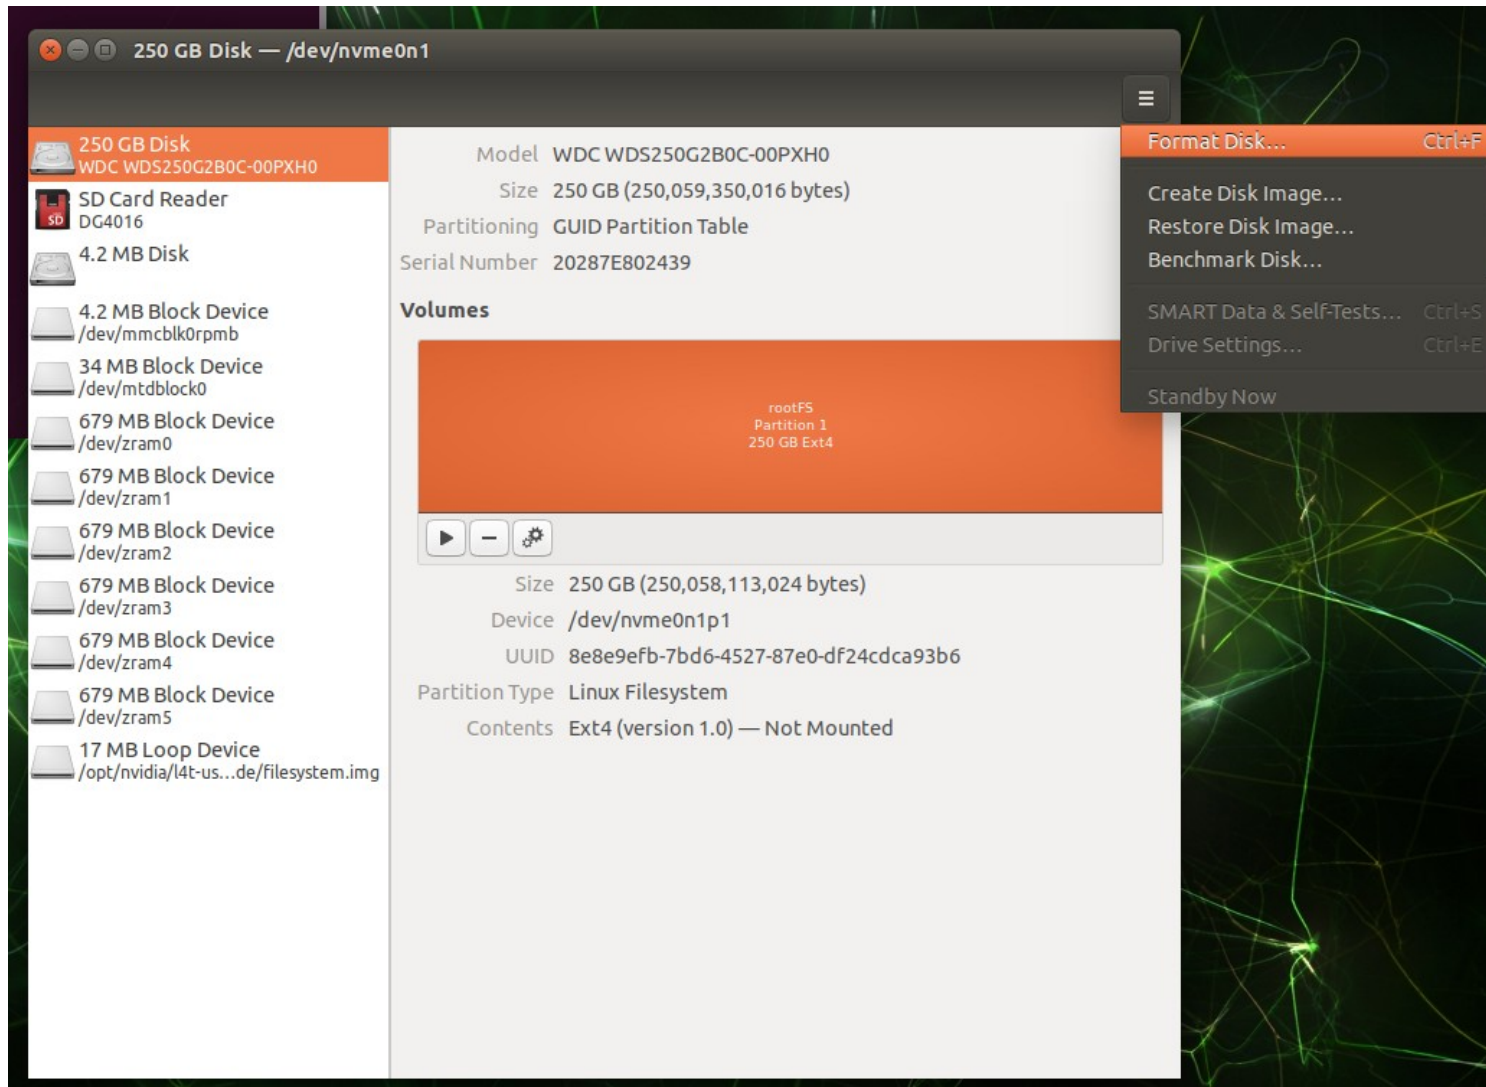 250 GB Disk — /dev/nvme0n1
250 GB Disk
WDC WDS250G2B0C-00PXH0
SD Card Reader
DG4016
4.2 MB Disk
4.2 MB Block Device
/dev/mmcblk0rpmb
34 MB Block Device
/dev/mtdblock0
679 MB Block Device
/dev/zram0
679 MB Block Device
/dev/zram1
679 MB Block Device
/dev/zram2
679 MB Block Device
/dev/zram3
679 MB Block Device
/dev/zram4
679 MB Block Device
/dev/zram5
17 MB Loop Device
/opt/nvidia/l4t-us...de/filesystem.img
Model WDC WDS250G2B0C-00PXH0
Size 250 GB (250,059,350,016 bytes)
Partitioning GUID Partition Table
Serial Number 20287E802439
Volumes
rootFS
Partition 1
250 GB Ext4
Size 250 GB (250,058,113,024 bytes)
Device /dev/nvme0n1p1
UUID 8e8e9efb-7bd6-4527-87e0-df24cdca93b6
Partition Type Linux Filesystem
Contents Ext4 (version 1.0) — Not Mounted
Format Disk... Ctrl+F
Create Disk Image...
Restore Disk Image...
Benchmark Disk...
SMART Data & Self-Tests... Ctrl+S
Drive Settings... Ctrl+E
Standby Now
SD